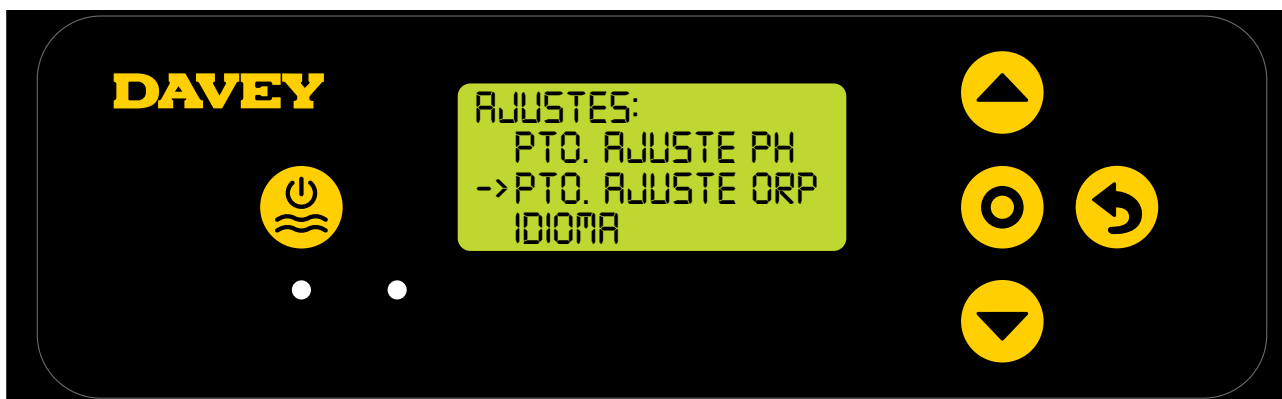 DAVEY
AJUSTES:
PTO. AJUSTE PH
->PTO. AJUSTE ORP
IDIOMA